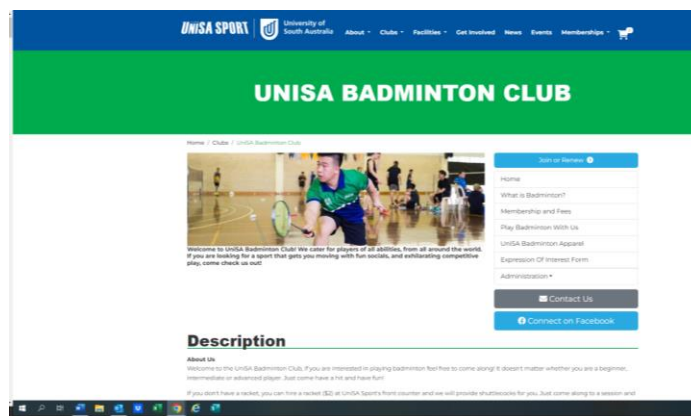 UNISA SPORT
University of
South Australia
About
Clubs
Facilities
Get Involved
News
Events
Memberships
UNISA BADMINTON CLUB
Home / Clubs / UniSA Badminton Club
Join or Renew
Home
What is Badminton?
Membership and Fees
Play Badminton With Us
UniSA Badminton Apparel
Expression Of Interest Form
Administration
Contact Us
Connect on Facebook
Welcome to UniSA Badminton Club! We cater for players of all abilities, from all around the world.
If you are looking for a sport that gets you moving with fun socials, and exhilarating competitive
play, come check us out!
Description
About Us
Welcome to the UniSA Badminton Club, if you are interested in playing badminton feel free to come along! It doesn't matter whether you are a beginner,
intermediate or advanced player. Just come have a hit and have fun!
If you don't have a racket, you can hire a racket ($2) at UniSA Sport's front counter and we will provide shuttlecocks for you. Just come along to a session and